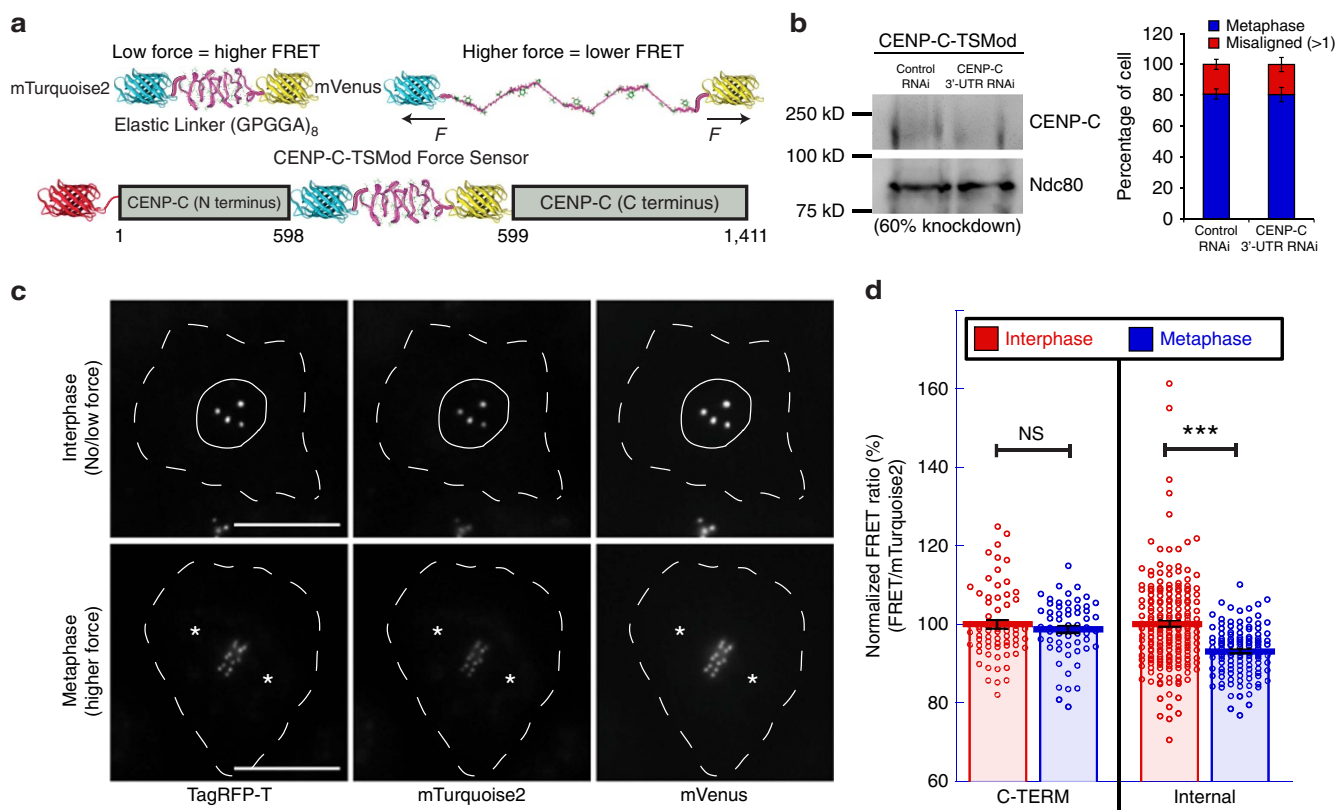 a
Low force = higher FRET
Higher force = lower FRET
mTurquoise2
mVenus
Elastic Linker (GPGGA)8
F
F
CENP-C-TSMod Force Sensor
CENP-C (N terminus)
CENP-C (C terminus)
1
598
599
1,411
b
CENP-C-TSMod
Control
RNAi
CENP-C
3'-UTR RNAi
250 kD
100 kD
75 kD
CENP-C
Ndc80
(60% knockdown)
Metaphase
Misaligned (>1)
Percentage of cell
120
100
80
60
40
20
0
Control
RNAi
CENP-C
3'-UTR RNAi
c
Interphase
(No/low force)
Metaphase
(higher force)
*
*
*
*
*
*
TagRFP-T
mTurquoise2
mVenus
d
Interphase
Metaphase
Normalized FRET ratio (%)
(FRET/mTurquoise2)
160
140
120
100
80
60
NS
***
C-TERM
Internal